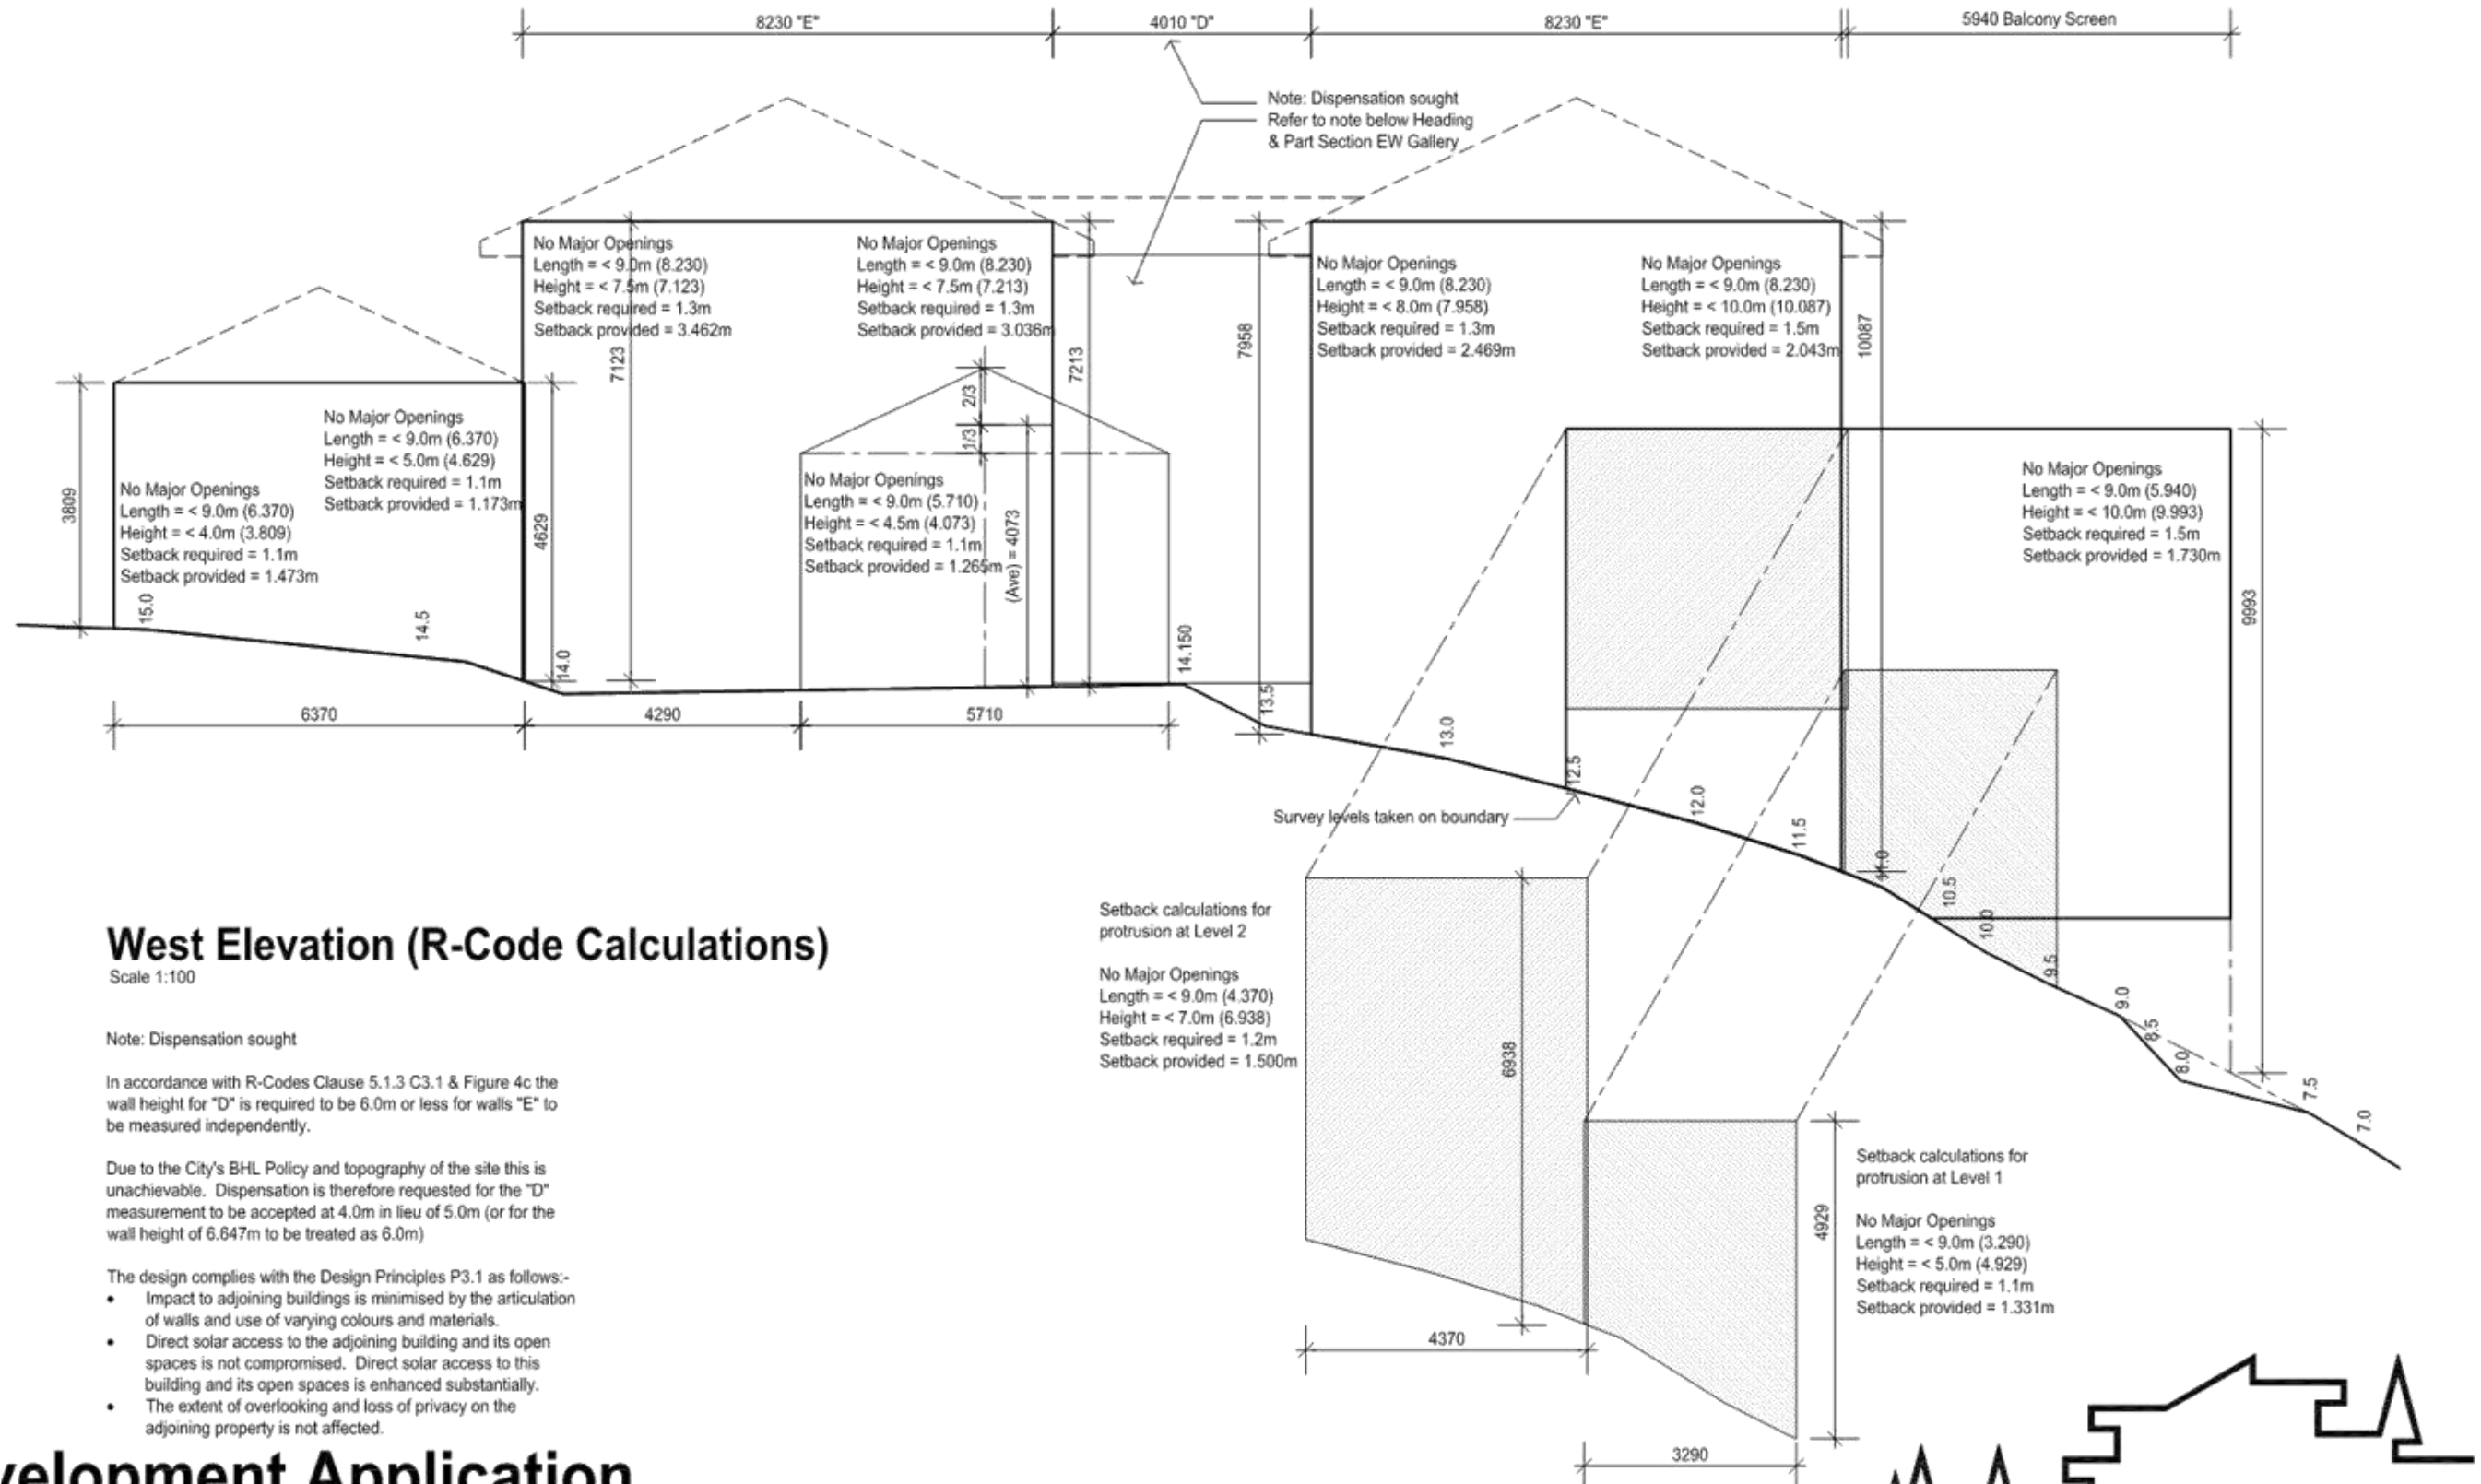 8230 "E"
4010 "D"
8230 "E"
5940 Balcony Screen
Note: Dispensation sought
Refer to note below Heading
& Part Section EW Gallery
No Major Openings
Length = < 9.0m (8.230)
Height = < 7.5m (7.123)
Setback required = 1.3m
Setback provided = 3.462m
7123
No Major Openings
Length = < 9.0m (8.230)
Height = < 7.5m (7.213)
Setback required = 1.3m
Setback provided = 3.036m
7213
7958
No Major Openings
Length = < 9.0m (8.230)
Height = < 8.0m (7.958)
Setback required = 1.3m
Setback provided = 2.469m
No Major Openings
Length = < 9.0m (8.230)
Height = < 10.0m (10.087)
Setback required = 1.5m
Setback provided = 2.043m
10087
3809
No Major Openings
Length = < 9.0m (6.370)
Height = < 4.0m (3.809)
Setback required = 1.1m
Setback provided = 1.473m
No Major Openings
Length = < 9.0m (6.370)
Height = < 5.0m (4.629)
Setback required = 1.1m
Setback provided = 1.173m
4629
2/3
1/3
No Major Openings
Length = < 9.0m (5.710)
Height = < 4.5m (4.073)
Setback required = 1.1m
Setback provided = 1.265m
(Ave) = 4073
No Major Openings
Length = < 9.0m (5.940)
Height = < 10.0m (9.993)
Setback required = 1.5m
Setback provided = 1.730m
9993
15.0
14.5
14.0
14.150
13.5
13.0
12.5
12.0
11.5
11.0
10.5
10.0
9.5
9.0
8.5
8.0
7.5
7.0
6370
4290
5710
Survey levels taken on boundary
West Elevation (R-Code Calculations)
Scale 1:100
Note: Dispensation sought
In accordance with R-Codes Clause 5.1.3 C3.1 & Figure 4c the
wall height for "D" is required to be 6.0m or less for walls "E" to
be measured independently.
Due to the City's BHL Policy and topography of the site this is
unachievable. Dispensation is therefore requested for the "D"
measurement to be accepted at 4.0m in lieu of 5.0m (or for the
wall height of 6.647m to be treated as 6.0m)
The design complies with the Design Principles P3.1 as follows:-
• Impact to adjoining buildings is minimised by the articulation
of walls and use of varying colours and materials.
• Direct solar access to the adjoining building and its open
spaces is not compromised. Direct solar access to this
building and its open spaces is enhanced substantially.
• The extent of overlooking and loss of privacy on the
adjoining property is not affected.
Setback calculations for
protrusion at Level 2
No Major Openings
Length = < 9.0m (4.370)
Height = < 7.0m (6.938)
Setback required = 1.2m
Setback provided = 1.500m
6938
4370
4929
Setback calculations for
protrusion at Level 1
No Major Openings
Length = < 9.0m (3.290)
Height = < 5.0m (4.929)
Setback required = 1.1m
Setback provided = 1.331m
3290
velopment Application